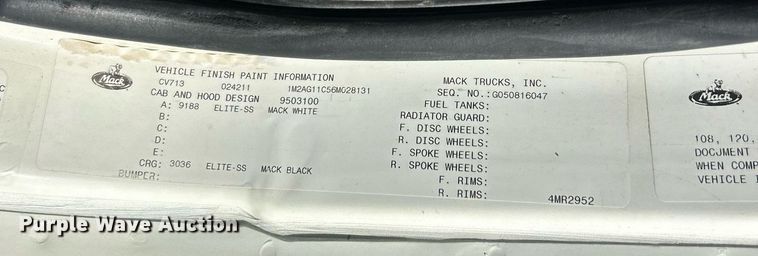 Mack
VEHICLE FINISH PAINT INFORMATION
CV713 024211 1M2AG11C56M028131
CAB AND HOOD DESIGN 9503100
A: 9188 ELITE-SS MACK WHITE
B:
C:
D:
E:
CRG: 3036 ELITE-SS MACK BLACK
BUMPER:
MACK TRUCKS, INC.
SEQ. NO.:G050816047
FUEL TANKS:
RADIATOR GUARD:
F. DISC WHEELS:
R. DISC WHEELS:
F. SPOKE WHEELS:
R. SPOKE WHEELS:
F. RIMS:
R. RIMS:
4MR2952
Mack
108, 120,
DOCUMENT
WHEN COMP
VEHICLE
Purple Wave Auction